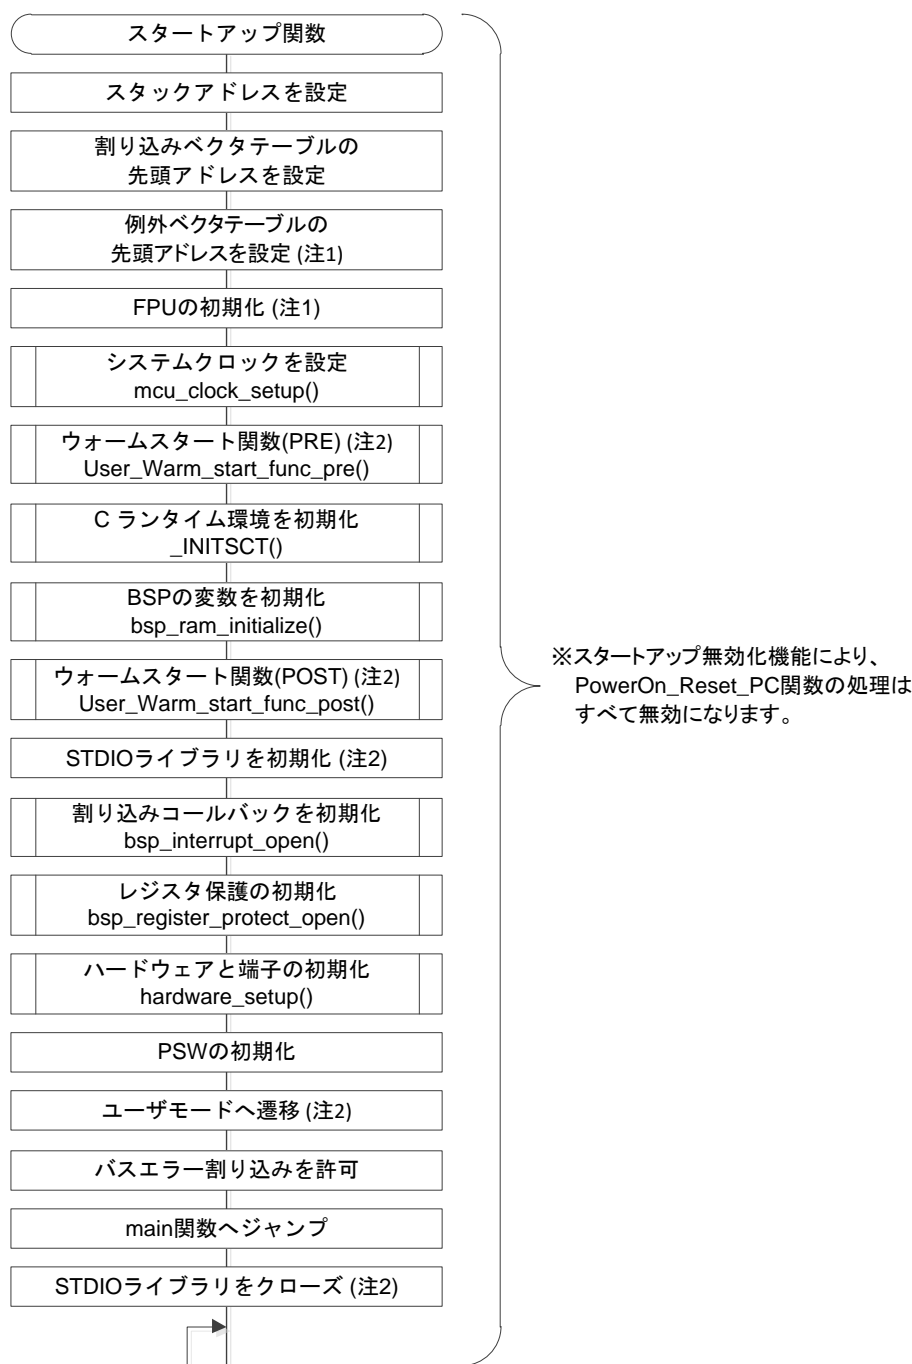 スタートアップ関数
スタックアドレスを設定
割り込みベクタテーブルの
先頭アドレスを設定
例外ベクタテーブルの
先頭アドレスを設定 (注1)
FPUの初期化 (注1)
システムクロックを設定
mcu_clock_setup()
ウォームスタート関数(PRE) (注2)
User_Warm_start_func_pre()
C ランタイム環境を初期化
_INITSCT()
BSPの変数を初期化
bsp_ram_initialize()
ウォームスタート関数(POST) (注2)
User_Warm_start_func_post()
STDIOライブラリを初期化 (注2)
割り込みコールバックを初期化
bsp_interrupt_open()
レジスタ保護の初期化
bsp_register_protect_open()
ハードウェアと端子の初期化
hardware_setup()
PSWの初期化
ユーザモードへ遷移 (注2)
バスエラー割り込みを許可
main関数へジャンプ
STDIOライブラリをクローズ (注2)
※スタートアップ無効化機能により、
PowerOn_Reset_PC関数の処理は
すべて無効になります。